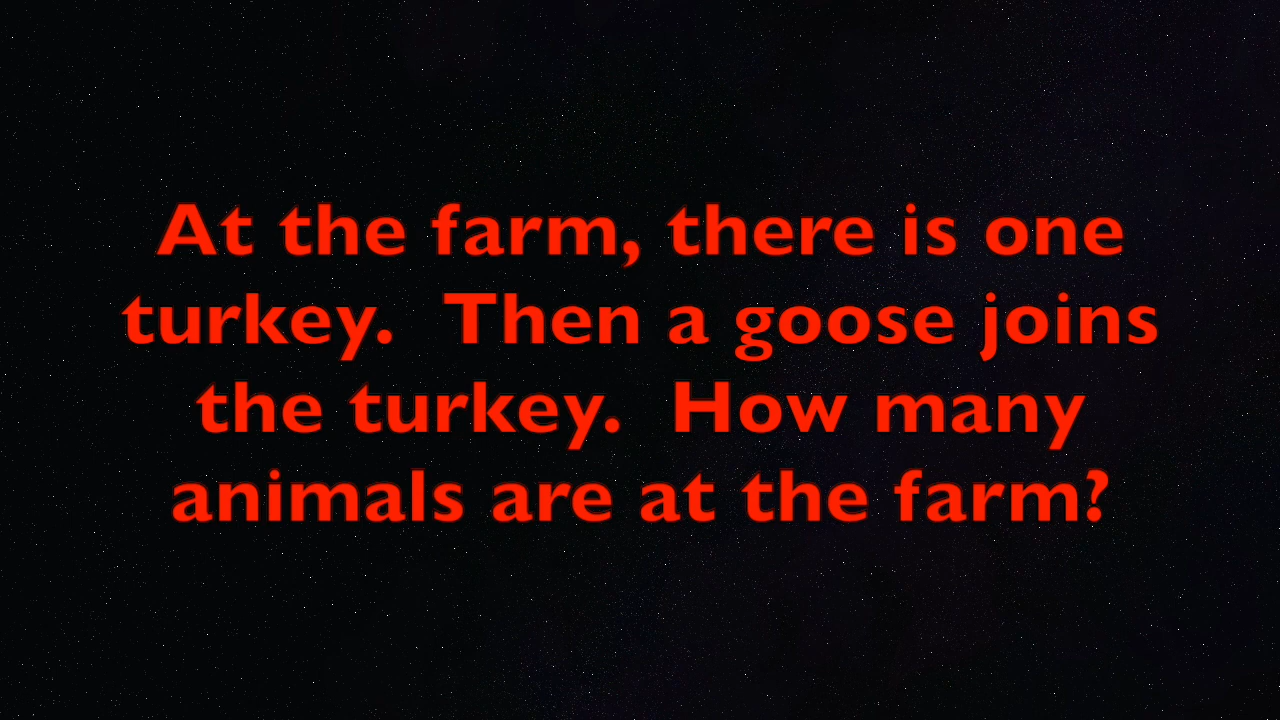 At the farm, there is one
turkey.  Then a goose joins
the turkey.  How many
animals are at the farm?